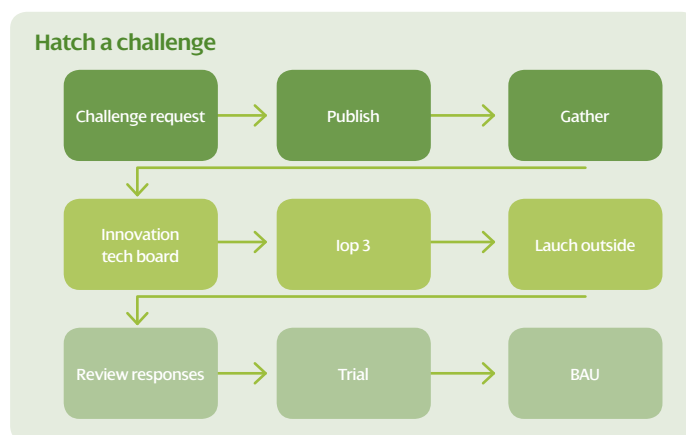 Hatch a challenge
Challenge request
Publish
Gather
Innovation
tech board
Iop 3
Lauch outside
Review responses
Trial
BAU